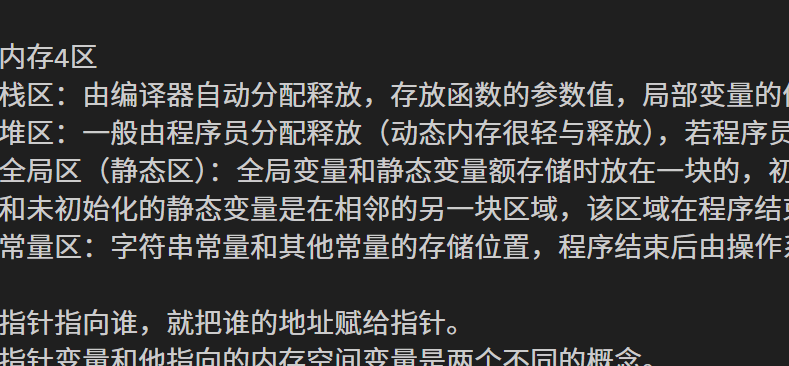 内存4区
栈区：由编译器自动分配释放，存放函数的参数值，局部变量的
堆区：一般由程序员分配释放（动态内存很轻与释放），若程序员
全局区（静态区）：全局变量和静态变量额存储时放在一块的，初
和未初始化的静态变量是在相邻的另一块区域，该区域在程序结束
常量区：字符串常量和其他常量的存储位置，程序结束后由操作系
指针指向谁，就把谁的地址赋给指针。
指针变量和他指向的内存空间变量是两个不同的概念。